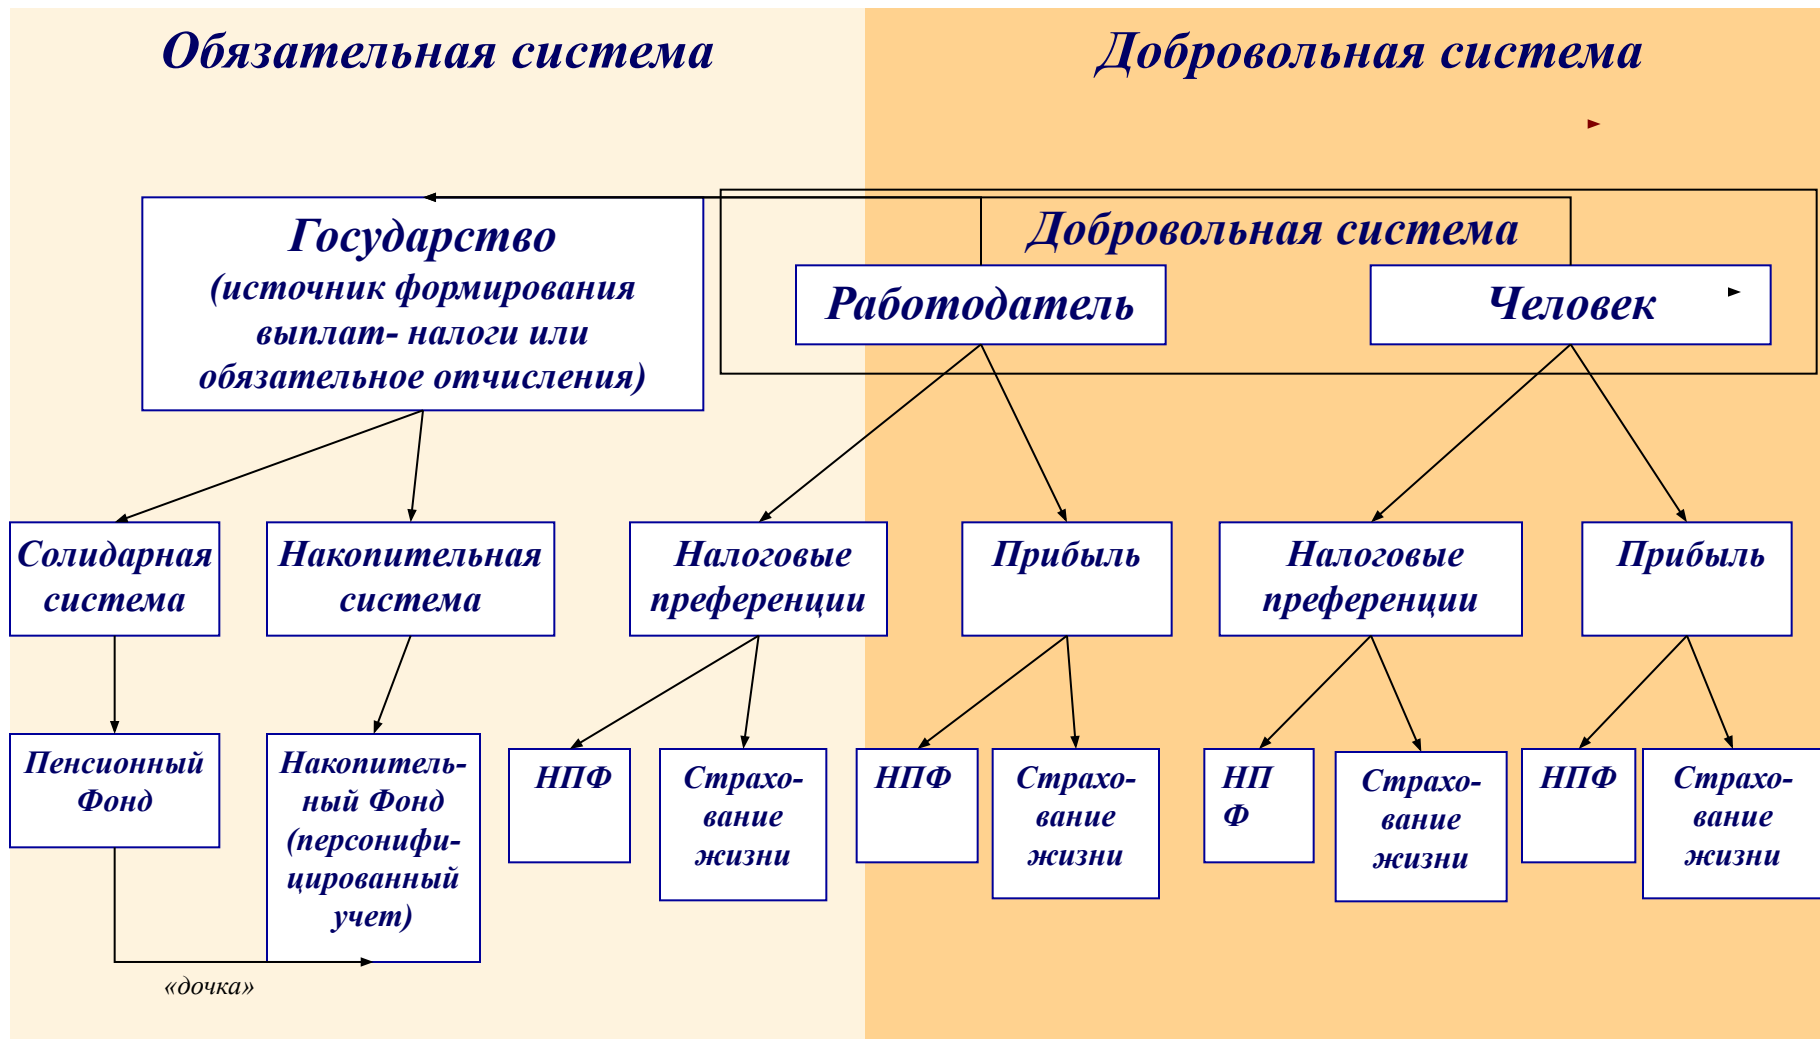 Обязательная система
Добровольная система
Государство
(источник формирования
выплат- налоги или
обязательное отчисления)
Добровольная система
Работодатель
Человек
Солидарная
система
Накопительная
система
Налоговые
преференции
Прибыль
Налоговые
преференции
Прибыль
Пенсионный
Фонд
Накопитель-
ный Фонд
(персонифи-
цированный
учет)
НПФ
Страхо-
вание
жизни
НПФ
Страхо-
вание
жизни
НП
Ф
Страхо-
вание
жизни
НПФ
Страхо-
вание
жизни
«дочка»